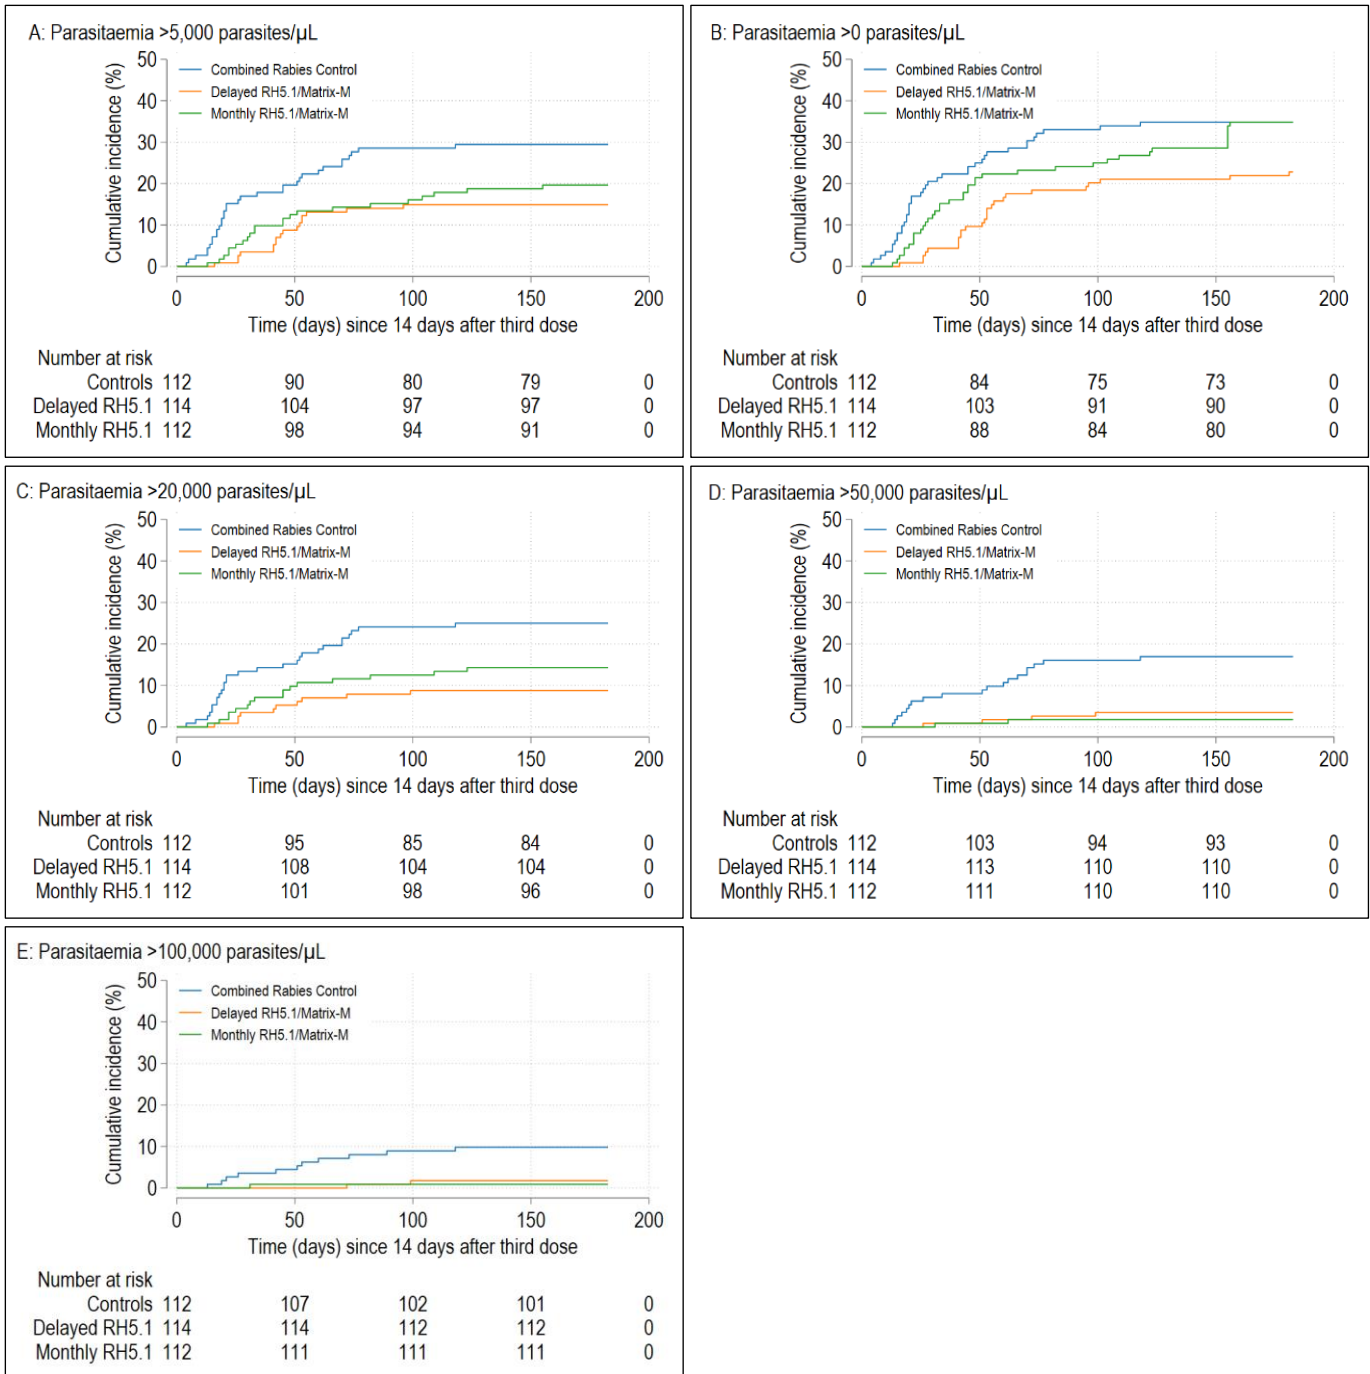 A: Parasitaemia >5,000 parasites/µL
Cumulative incidence (%)
50
40
30
20
10
0
Combined Rabies Control
Delayed RH5.1/Matrix-M
Monthly RH5.1/Matrix-M
0 50 100 150 200
Time (days) since 14 days after third dose
Number at risk
Controls 112 90 80 79 0
Delayed RH5.1 114 104 97 97 0
Monthly RH5.1 112 98 94 91 0
B: Parasitaemia >0 parasites/µL
Cumulative incidence (%)
50
40
30
20
10
0
Combined Rabies Control
Delayed RH5.1/Matrix-M
Monthly RH5.1/Matrix-M
0 50 100 150 200
Time (days) since 14 days after third dose
Number at risk
Controls 112 84 75 73 0
Delayed RH5.1 114 103 91 90 0
Monthly RH5.1 112 88 84 80 0
C: Parasitaemia >20,000 parasites/µL
Cumulative incidence (%)
50
40
30
20
10
0
Combined Rabies Control
Delayed RH5.1/Matrix-M
Monthly RH5.1/Matrix-M
0 50 100 150 200
Time (days) since 14 days after third dose
Number at risk
Controls 112 95 85 84 0
Delayed RH5.1 114 108 104 104 0
Monthly RH5.1 112 101 98 96 0
D: Parasitaemia >50,000 parasites/µL
Cumulative incidence (%)
50
40
30
20
10
0
Combined Rabies Control
Delayed RH5.1/Matrix-M
Monthly RH5.1/Matrix-M
0 50 100 150 200
Time (days) since 14 days after third dose
Number at risk
Controls 112 103 94 93 0
Delayed RH5.1 114 113 110 110 0
Monthly RH5.1 112 111 110 110 0
E: Parasitaemia >100,000 parasites/µL
Cumulative incidence (%)
50
40
30
20
10
0
Combined Rabies Control
Delayed RH5.1/Matrix-M
Monthly RH5.1/Matrix-M
0 50 100 150 200
Time (days) since 14 days after third dose
Number at risk
Controls 112 107 102 101 0
Delayed RH5.1 114 114 112 112 0
Monthly RH5.1 112 111 111 111 0